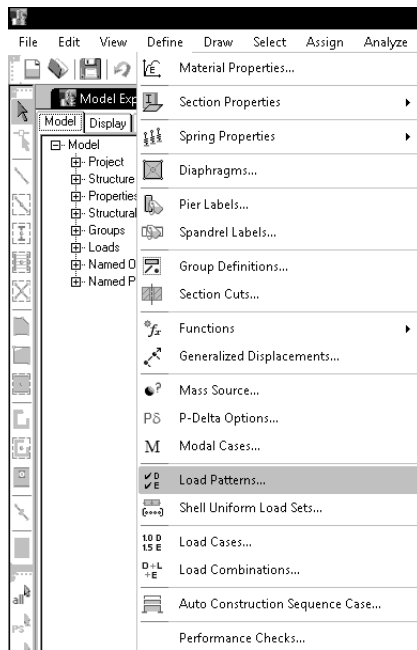 File Edit View Define Draw Select Assign Analyze
Model Exp
Model Display
Model
Project
Structure
Properties
Structural
Groups
Loads
Named O
Named P
E Material Properties...
Section Properties
Spring Properties
Diaphragms...
Pier Labels...
Spandrel Labels...
Group Definitions...
Section Cuts...
fx Functions
Generalized Displacements...
? Mass Source...
Pδ P-Delta Options...
M Modal Cases...
D E Load Patterns...
Shell Uniform Load Sets...
1.0 D 1.5 E Load Cases...
D+L +E Load Combinations...
Auto Construction Sequence Case...
Performance Checks...
all
PS